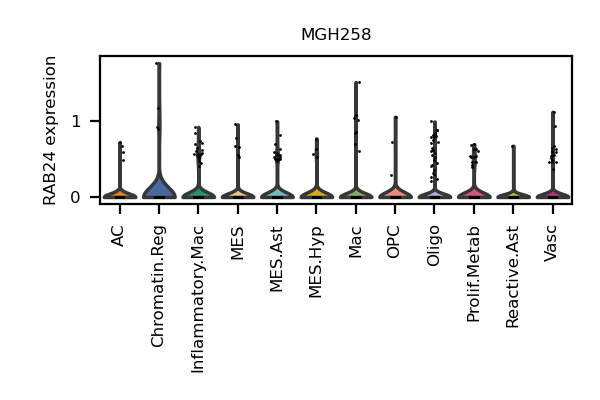 MGH258
RAB24 expression
1
0
AC
Chromatin.Reg
Inflammatory.Mac
MES
MES.Ast
MES.Hyp
Mac
OPC
Oligo
Prolif.Metab
Reactive.Ast
Vasc